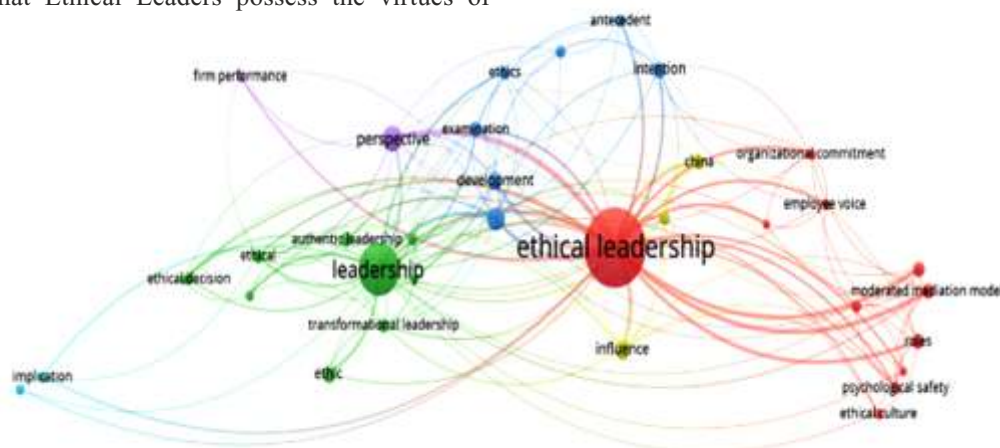 that Ethical Leaders possess the virtues of
antecedent
firm performance
ethics
intention
perspective
examination
china
organizational commitment
development
employee voice
authentic leadership
ethical leadership
ethical
leadership
ethical decision
moderated mediation mode
transformational leadership
influence
roles
implication
ethic
psychological safety
ethical culture